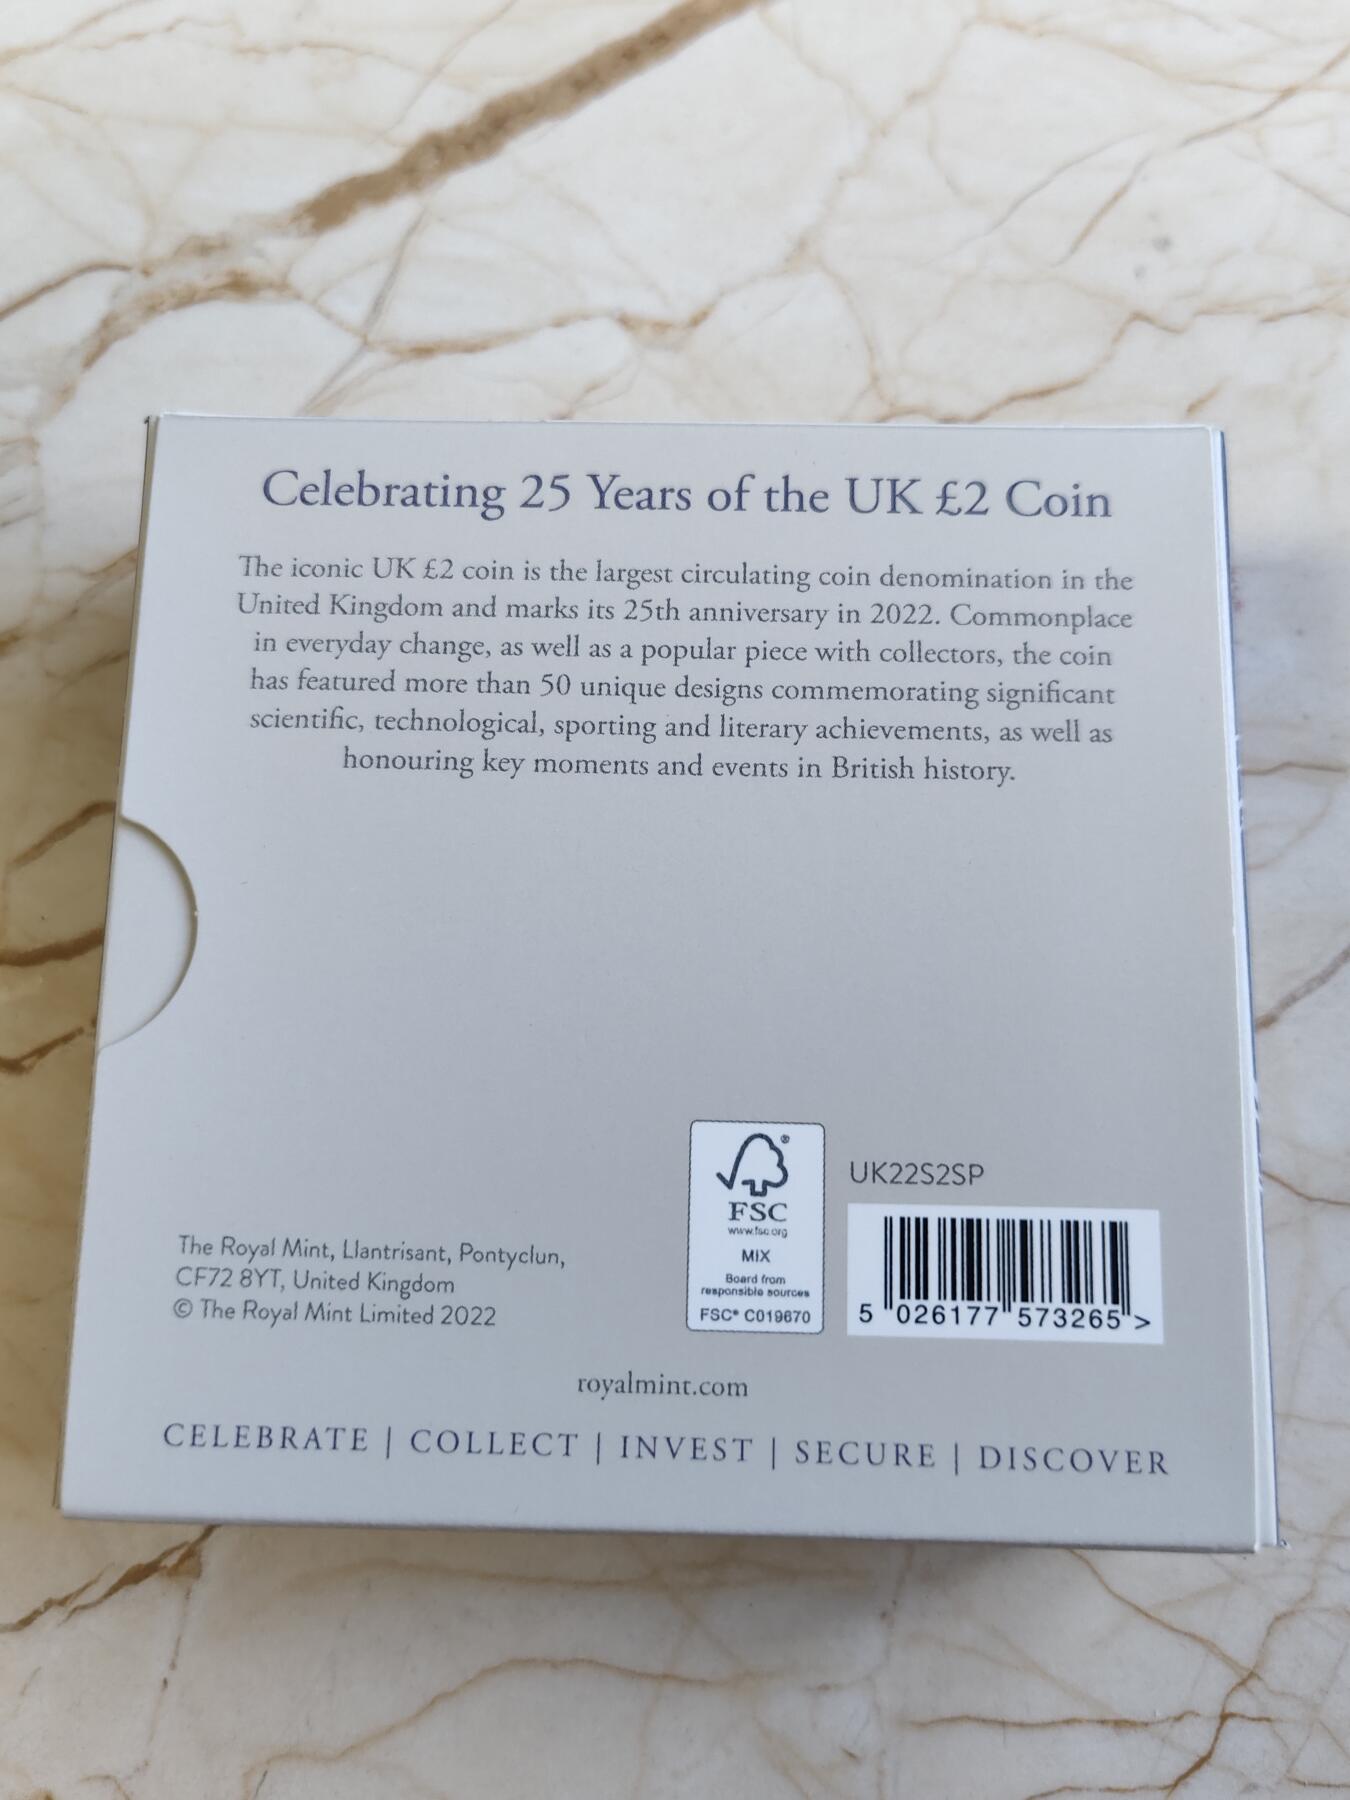 Celebrating 25 Years of the UK £2 Coin
The iconic UK £2 coin is the largest circulating coin denomination in the
United Kingdom and marks its 25th anniversary in 2022. Commonplace
in everyday change, as well as a popular piece with collectors, the coin
has featured more than 50 unique designs commemorating significant
scientific, technological, sporting and literary achievements, as well as
honouring key moments and events in British history.
®
FSC
www.fsc.org
MIX
Board from
responsible sources
FSC® C019670
UK22S2SP
5 026177 573265 >
The Royal Mint, Llantrisant, Pontyclun,
CF72 8YT, United Kingdom
© The Royal Mint Limited 2022
royalmint.com
CELEBRATE | COLLECT | INVEST | SECURE | DISCOVER